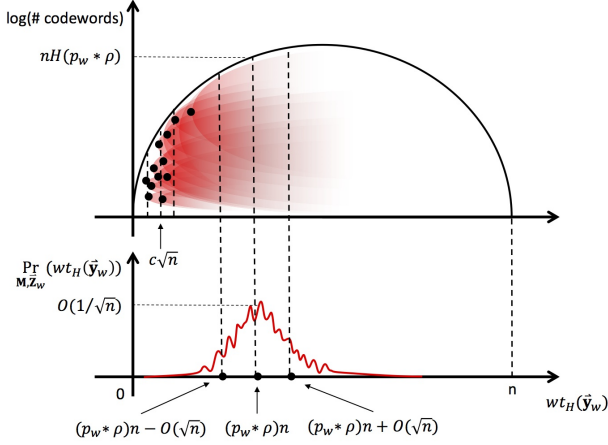 log(# codewords)
nH(p_w * ρ)
c√n
Pr_{M,Z⃗_w}(wt_H(y⃗_w))
O(1/√n)
0
n
wt_H(y⃗_w)
(p_w * ρ)n − O(√n)
(p_w * ρ)n
(p_w * ρ)n + O(√n)